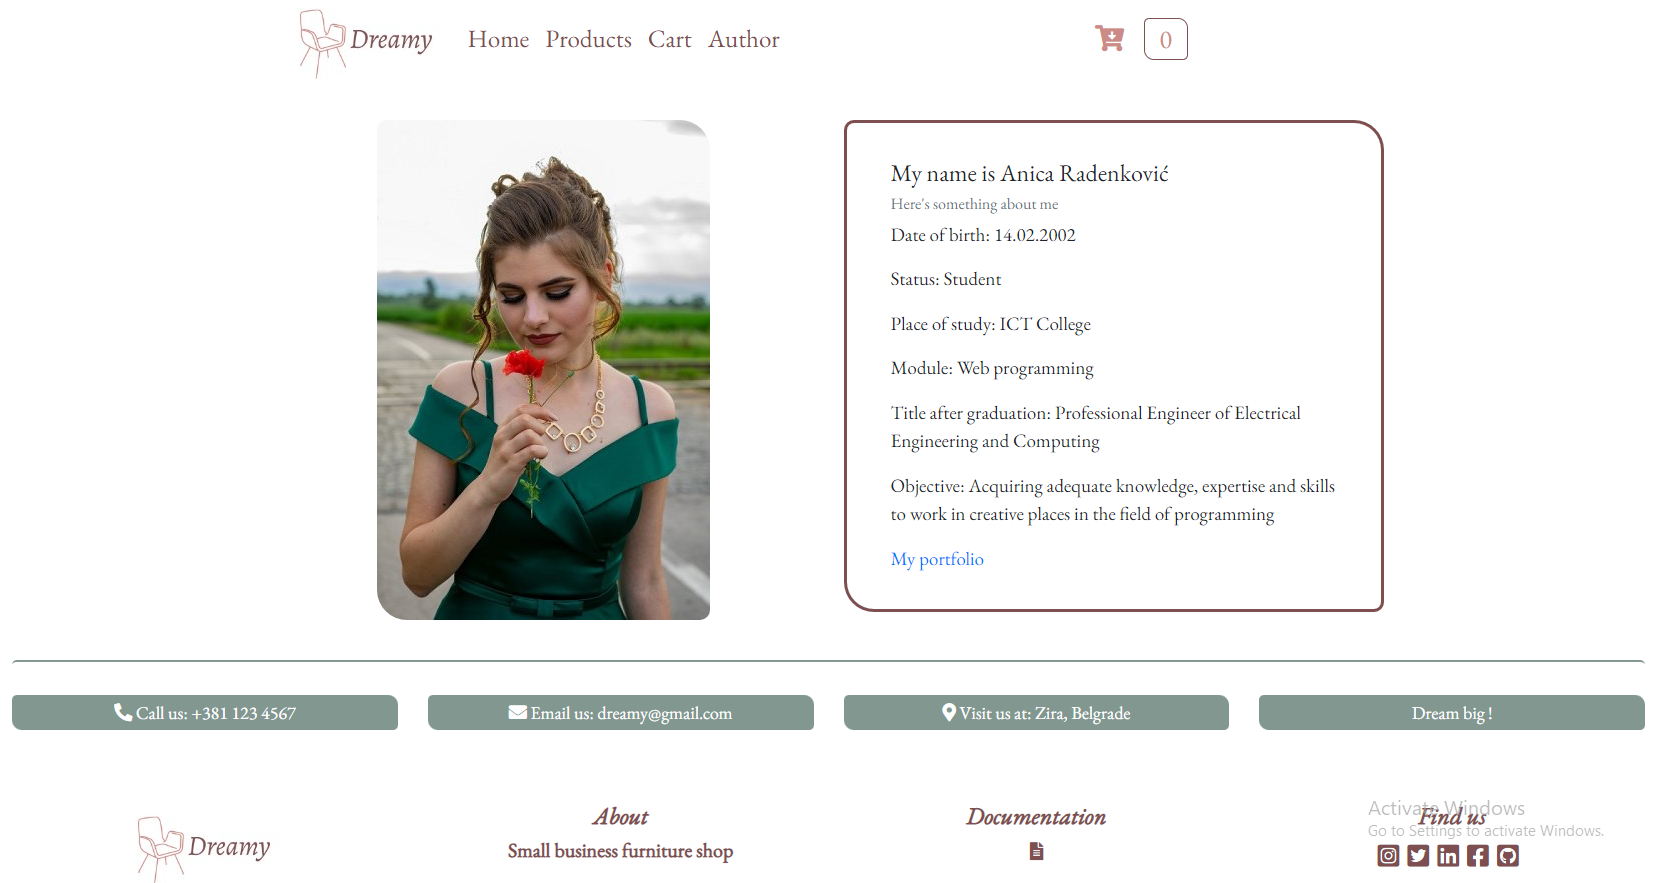 Dreamy
Home Products Cart Author
0
My name is Anica Radenković
Here's something about me
Date of birth: 14.02.2002
Status: Student
Place of study: ICT College
Module: Web programming
Title after graduation: Professional Engineer of Electrical
Engineering and Computing
Objective: Acquiring adequate knowledge, expertise and skills
to work in creative places in the field of programming
My portfolio
Call us: +381 123 4567
Email us: dreamy@gmail.com
Visit us at: Zira, Belgrade
Dream big !
Dreamy
About
Small business furniture shop
Documentation
Find us
Activate Windows
Go to Settings to activate Windows.